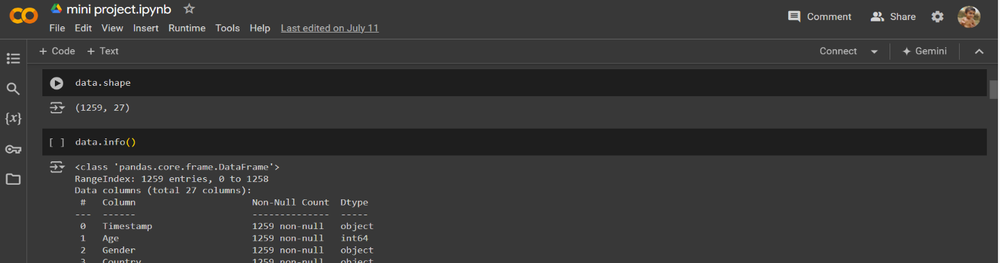 mini project.ipynb
File Edit View Insert Runtime Tools Help Last edited on July 11
Comment Share
+ Code + Text
Connect Gemini
data.shape
(1259, 27)
[ ] data.info()
<class 'pandas.core.frame.DataFrame'>
RangeIndex: 1259 entries, 0 to 1258
Data columns (total 27 columns):
 #   Column                     Non-Null Count  Dtype
---  ------                     --------------  -----
 0   Timestamp                  1259 non-null   object
 1   Age                        1259 non-null   int64
 2   Gender                     1259 non-null   object
 3   Country                    1259 non-null   object
{x}